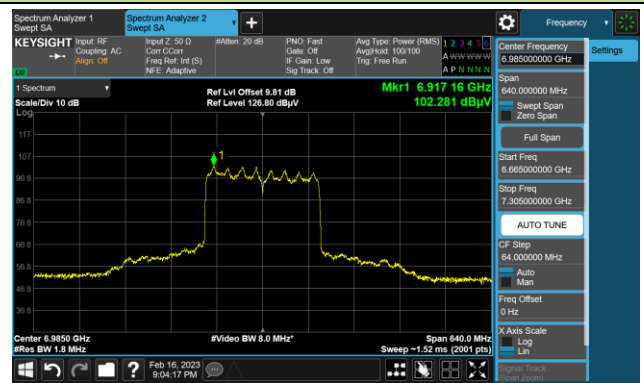 Spectrum Analyzer 1
Swept SA
Spectrum Analyzer 2
Swept SA
Frequency
KEYSIGHT
Input: RF
Coupling: AC
Align: Off
Input Z: 50 Ω
Corr CCorr
Freq Ref: Int (S)
NFE: Adaptive
#Atten: 20 dB
PNO: Fast
Gate: Off
IF Gain: Low
Sig Track: Off
Avg Type: Power (RMS)
Avg|Hold: 100/100
Trig: Free Run
1 2 3 4 5 6
A W W W W W
A P N N N N
LW
1 Spectrum
Scale/Div 10 dB
Log
Ref Lvl Offset 9.81 dB
Ref Level 126.80 dBµV
Mkr1 6.917 16 GHz
102.281 dBµV
117
107
96.8
86.8
76.8
66.8
56.8
46.8
36.8
1
Center 6.9850 GHz
#Res BW 1.8 MHz
#Video BW 8.0 MHz*
Span 640.0 MHz
Sweep ~1.52 ms (2001 pts)
Feb 16, 2023
9:04:17 PM
?
Center Frequency
6.985000000 GHz
Settings
Span
640.000000 MHz
Swept Span
Zero Span
Full Span
Start Freq
6.665000000 GHz
Stop Freq
7.305000000 GHz
AUTO TUNE
CF Step
64.000000 MHz
Auto
Man
Freq Offset
0 Hz
X Axis Scale
Log
Lin
Signal Track
(Span Zoom)